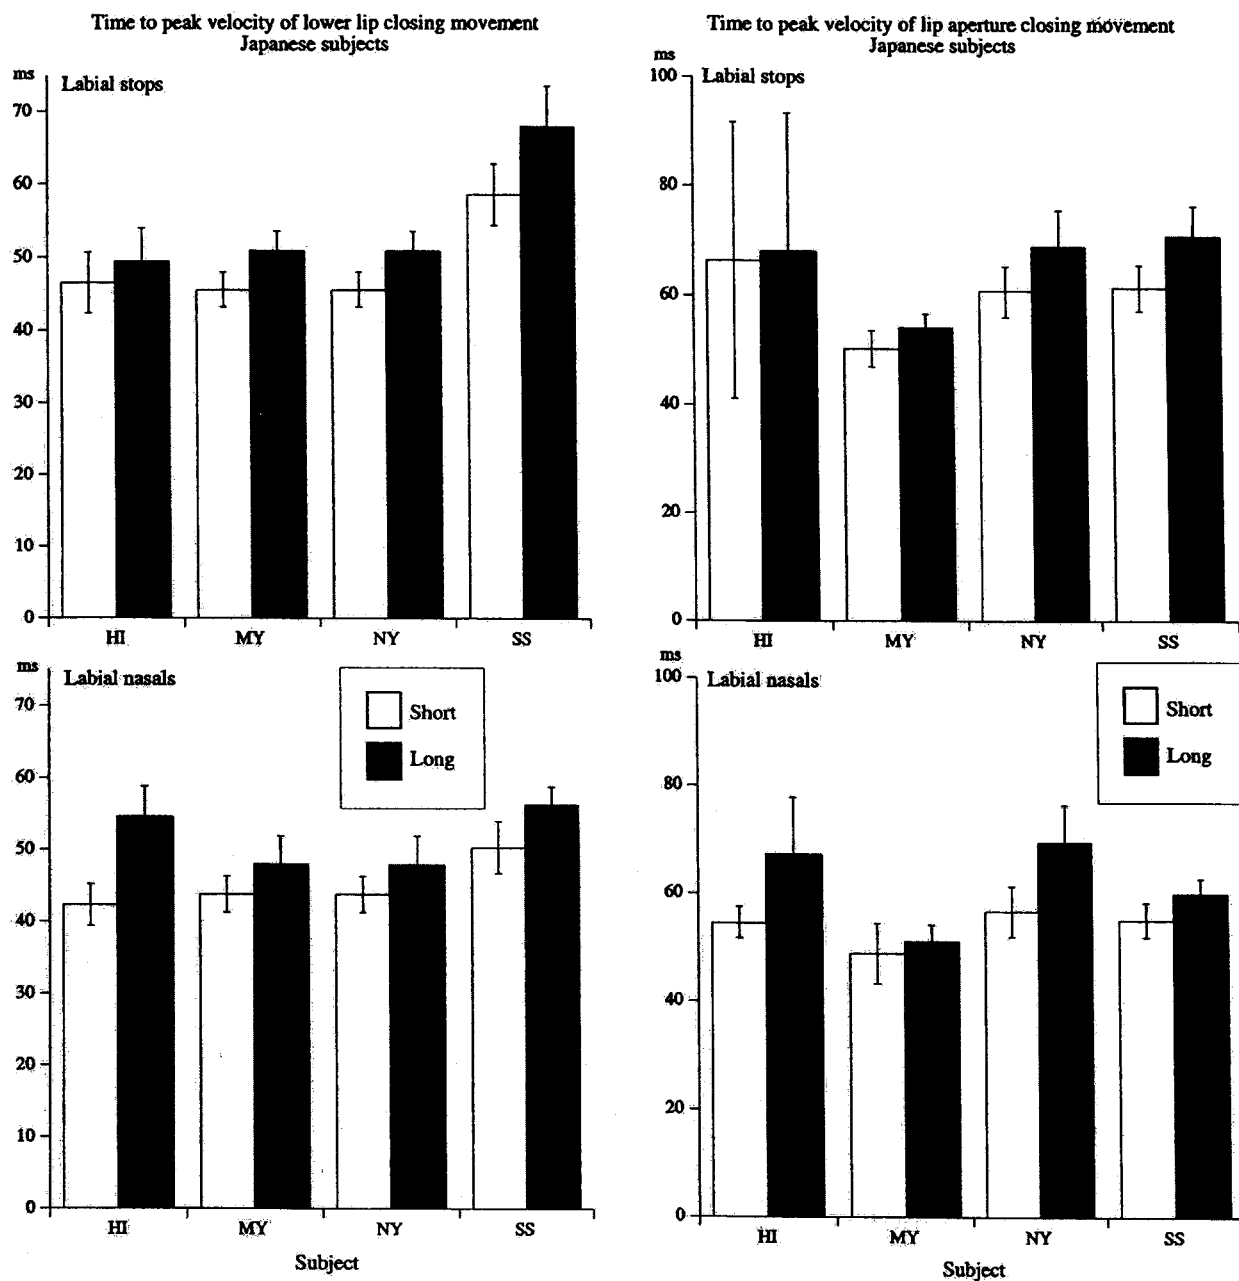 Time to peak velocity of lower lip closing movement
Japanese subjects
ms
Labial stops
70
60
50
40
30
20
10
0
HI MY NY SS
Time to peak velocity of lip aperture closing movement
Japanese subjects
ms
100
Labial stops
80
60
40
20
0
HI MY NY SS
ms
Labial nasals
70
60
50
40
30
20
10
0
Short
Long
HI MY NY SS
Subject
ms
100
Labial nasals
80
60
40
20
0
Short
Long
HI MY NY SS
Subject